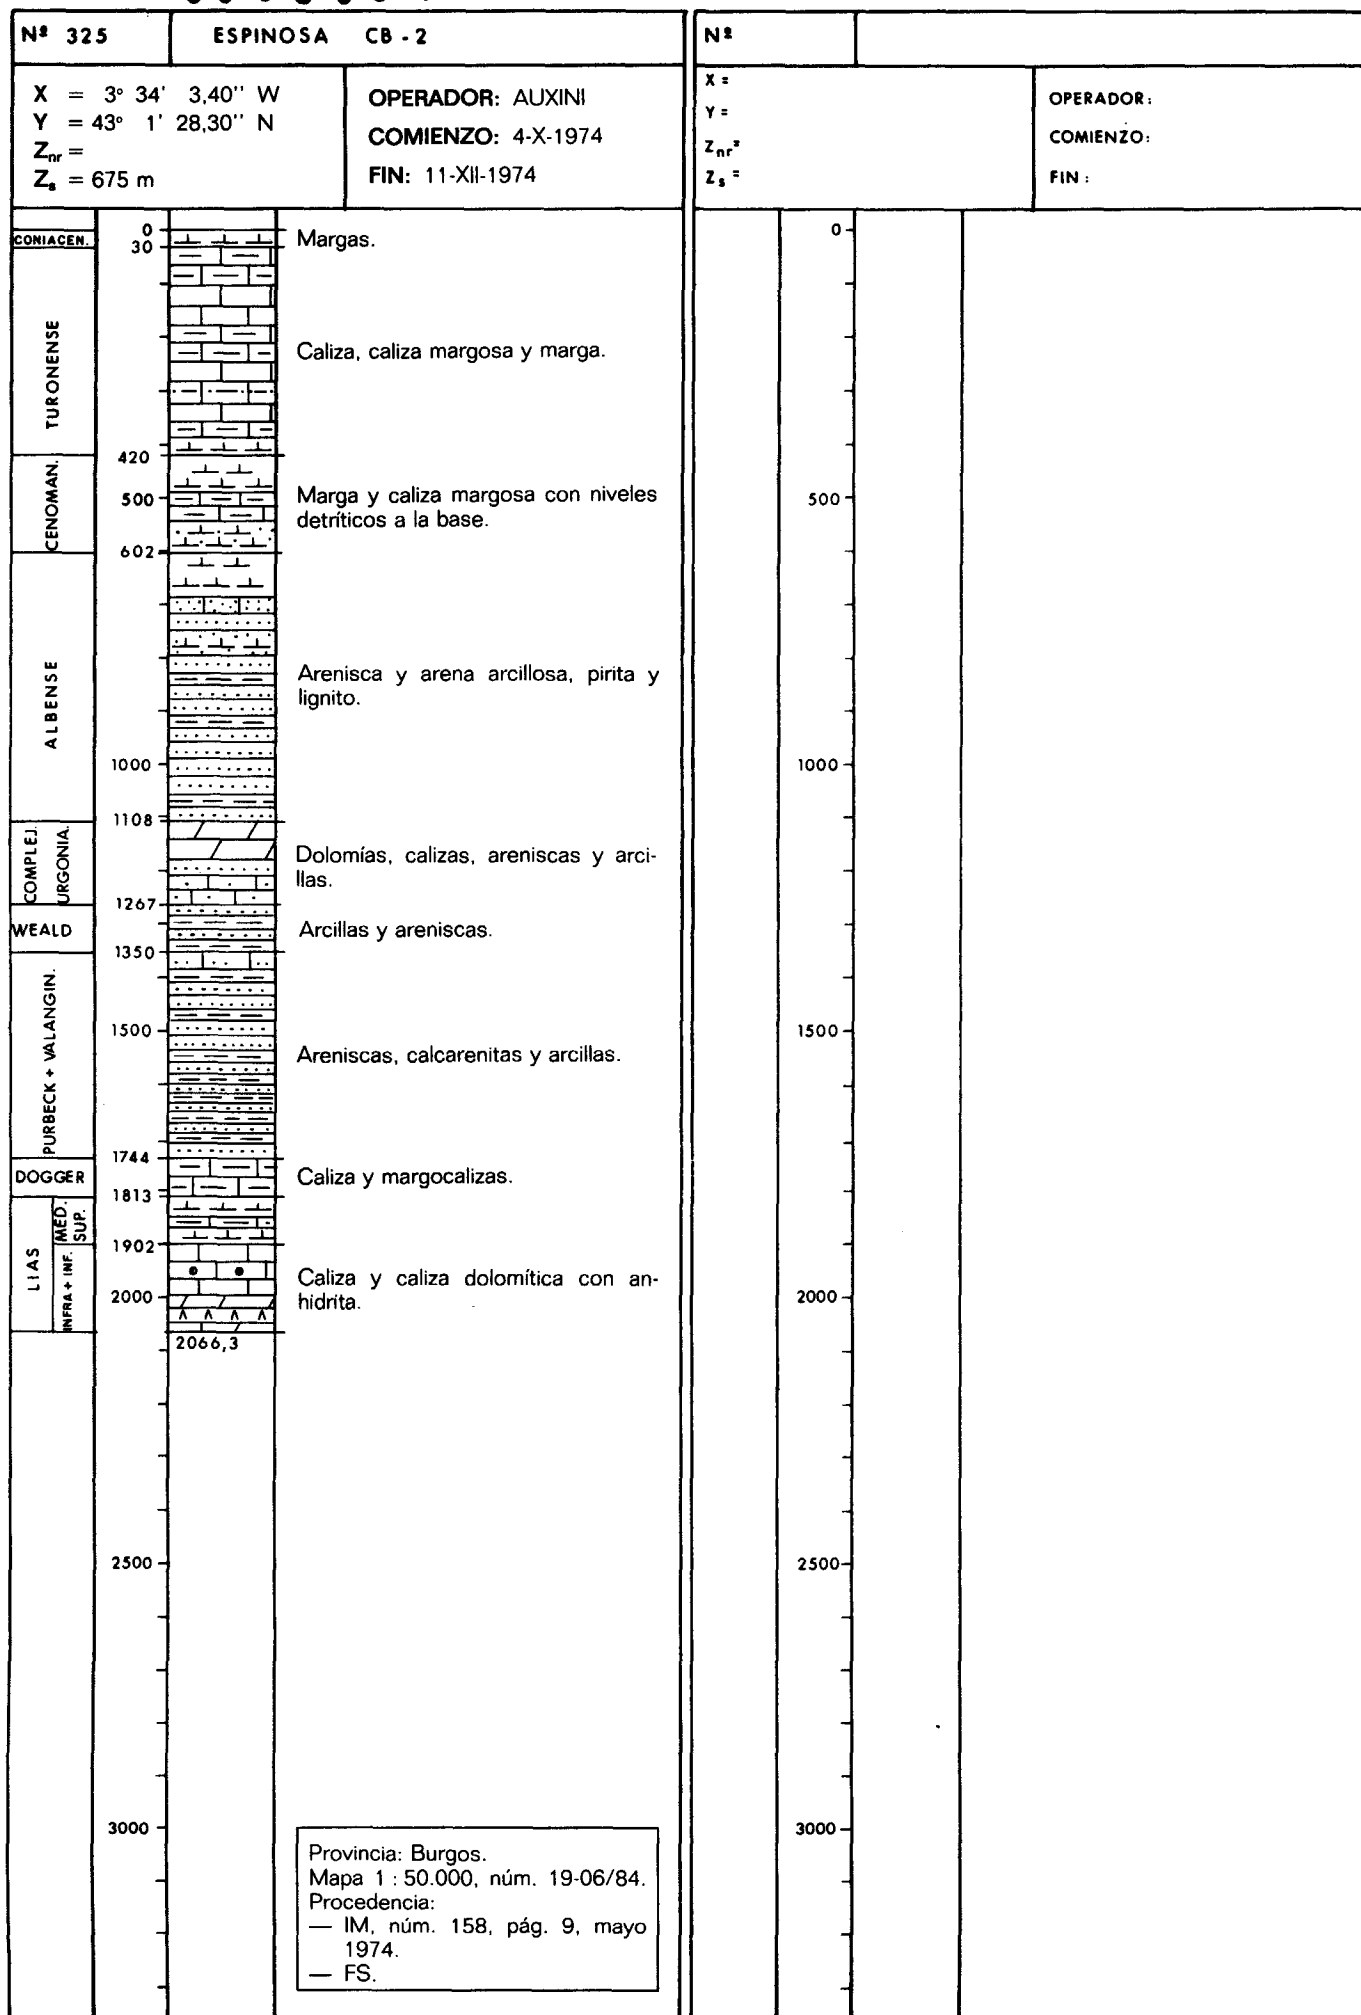 Nº 325
ESPINOSA CB - 2
X = 3° 34' 3,40'' W
Y = 43° 1' 28,30'' N
Znr =
Zs = 675 m
OPERADOR: AUXINI
COMIENZO: 4-X-1974
FIN: 11-XII-1974
CONIACEN.
0
30
Margas.
TURONENSE
Caliza, caliza margosa y marga.
420
CENOMAN.
500
Marga y caliza margosa con niveles
detríticos a la base.
602
ALBENSE
Arenisca y arena arcillosa, pirita y
lignito.
1000
1108
COMPLEJ.
URGONIA.
Dolomías, calizas, areniscas y arci-
llas.
1267
WEALD
Arcillas y areniscas.
1350
PURBECK + VALANGIN.
1500
Areniscas, calcarenitas y arcillas.
1744
DOGGER
Caliza y margocalizas.
1813
LIAS
MED.
SUP.
1902
INFRA + INF.
Caliza y caliza dolomítica con an-
hidrita.
2000
2066,3
2500
3000
Provincia: Burgos.
Mapa 1 : 50.000, núm. 19-06/84.
Procedencia:
— IM, núm. 158, pág. 9, mayo
1974.
— FS.
Nº
X =
Y =
Znr=
Zs =
OPERADOR:
COMIENZO:
FIN :
0
500
1000
1500
2000
2500
3000